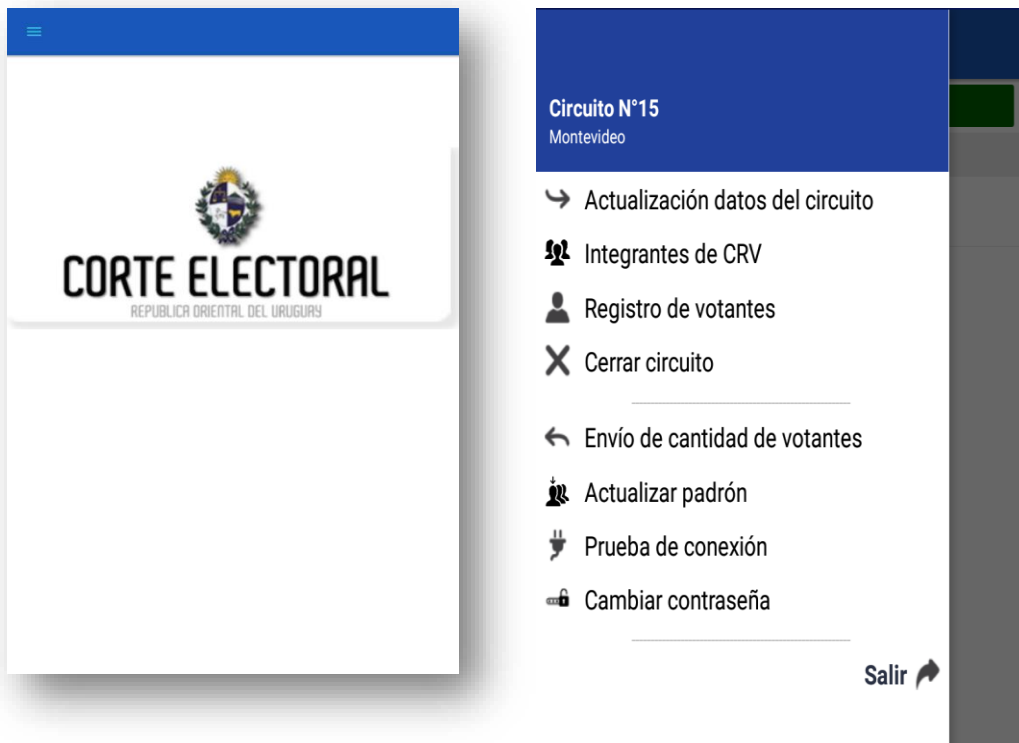 CORTE ELECTORAL
REPUBLICA ORIENTAL DEL URUGUAY
Circuito N°15
Montevideo
Actualización datos del circuito
Integrantes de CRV
Registro de votantes
Cerrar circuito
Envío de cantidad de votantes
Actualizar padrón
Prueba de conexión
Cambiar contraseña
Salir